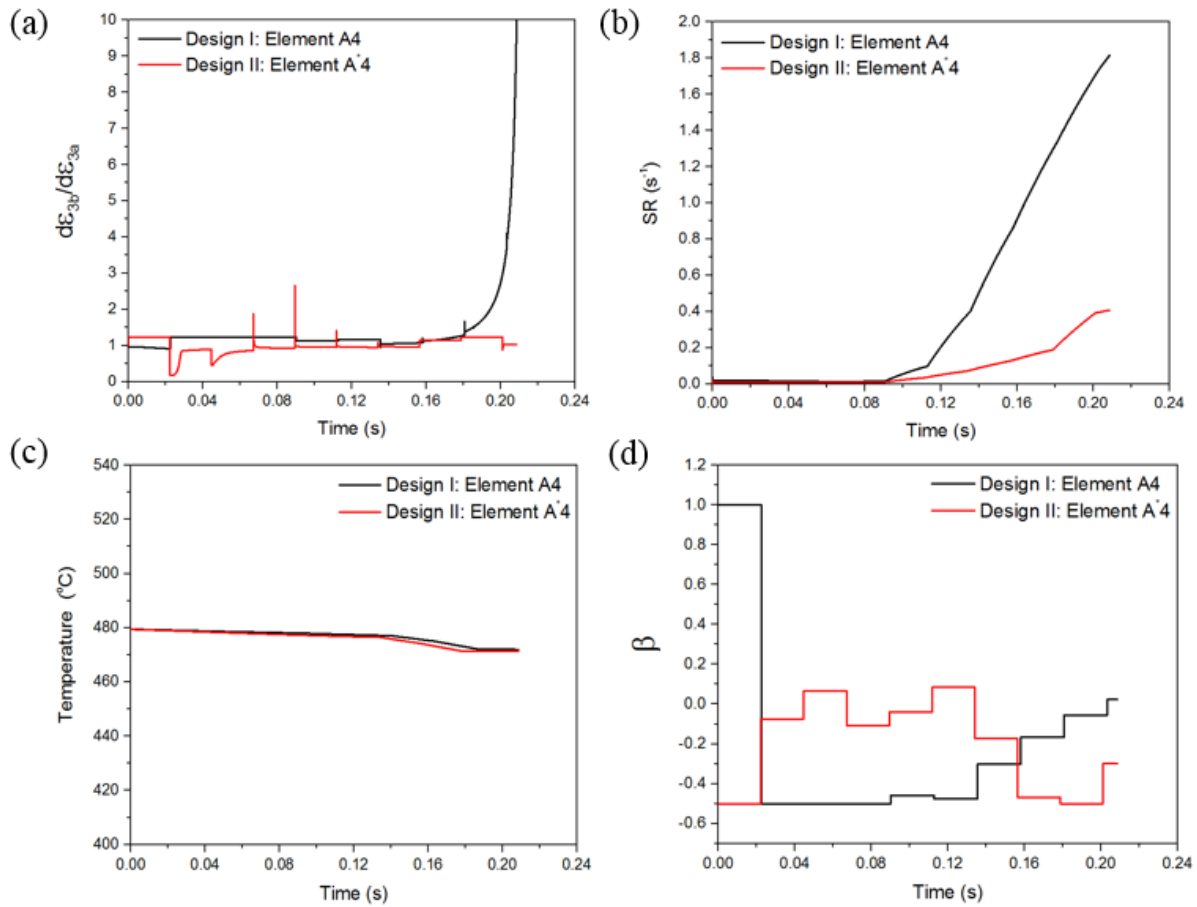 (a)
10
9
8
7
6
5
4
3
2
1
0
dε3b/dε3a
Design I: Element A4
Design II: Element A*4
0.00 0.04 0.08 0.12 0.16 0.20 0.24
Time (s)
(b)
2.0
1.8
1.6
1.4
1.2
1.0
0.8
0.6
0.4
0.2
0.0
SR (s-1)
Design I: Element A4
Design II: Element A*4
0.00 0.04 0.08 0.12 0.16 0.20 0.24
Time (s)
(c)
540
520
500
480
460
440
420
400
Temperature (°C)
Design I: Element A4
Design II: Element A*4
0.00 0.04 0.08 0.12 0.16 0.20 0.24
Time (s)
(d)
1.2
1.0
0.8
0.6
0.4
0.2
0.0
-0.2
-0.4
-0.6
β
Design I: Element A4
Design II: Element A*4
0.00 0.04 0.08 0.12 0.16 0.20 0.24
Time (s)